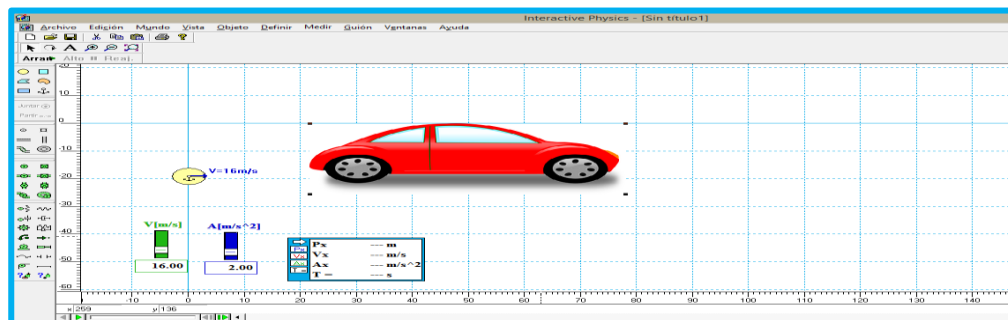 Interactive Physics - [Sin título1]
Archivo Edición Mundo Vista Objeto Definir Medir Guión Ventanas Ayuda
Arran▶ Alto Reaj.
20
-10
0
-10
-20
-30
-40
-50
-60
Juntar
Partir
V=16m/s
V[m/s] A[m/s^2]
16.00 2.00
Px --- m
Vx --- m/s
Ax --- m/s^2
T = --- s
-10 0 10 20 30 40 50 60 70 80 90 100 110 120 130 140
x 259 y 136